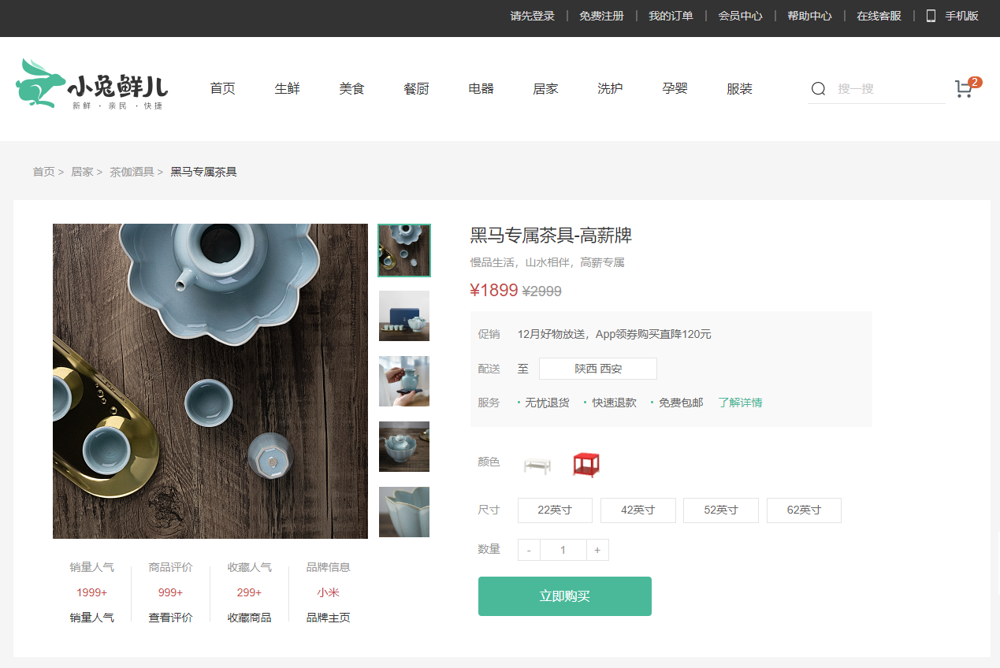 请先登录 | 免费注册 | 我的订单 | 会员中心 | 帮助中心 | 在线客服 | 手机版
小兔鲜儿
新鲜 · 亲民 · 快捷
首页 生鲜 美食 餐厨 电器 居家 洗护 孕婴 服装 搜一搜 2
首页 > 居家 > 茶伽酒具 > 黑马专属茶具
黑马专属茶具-高薪牌
慢品生活，山水相伴，高薪专属
¥1899 ¥2999
促销 12月好物放送，App领券购买直降120元
配送 至 陕西 西安
服务 · 无忧退货 · 快速退款 · 免费包邮 了解详情
颜色
尺寸 22英寸 42英寸 52英寸 62英寸
数量 - 1 +
立即购买
销量人气 商品评价 收藏人气 品牌信息
1999+ 999+ 299+ 小米
销量人气 查看评价 收藏商品 品牌主页